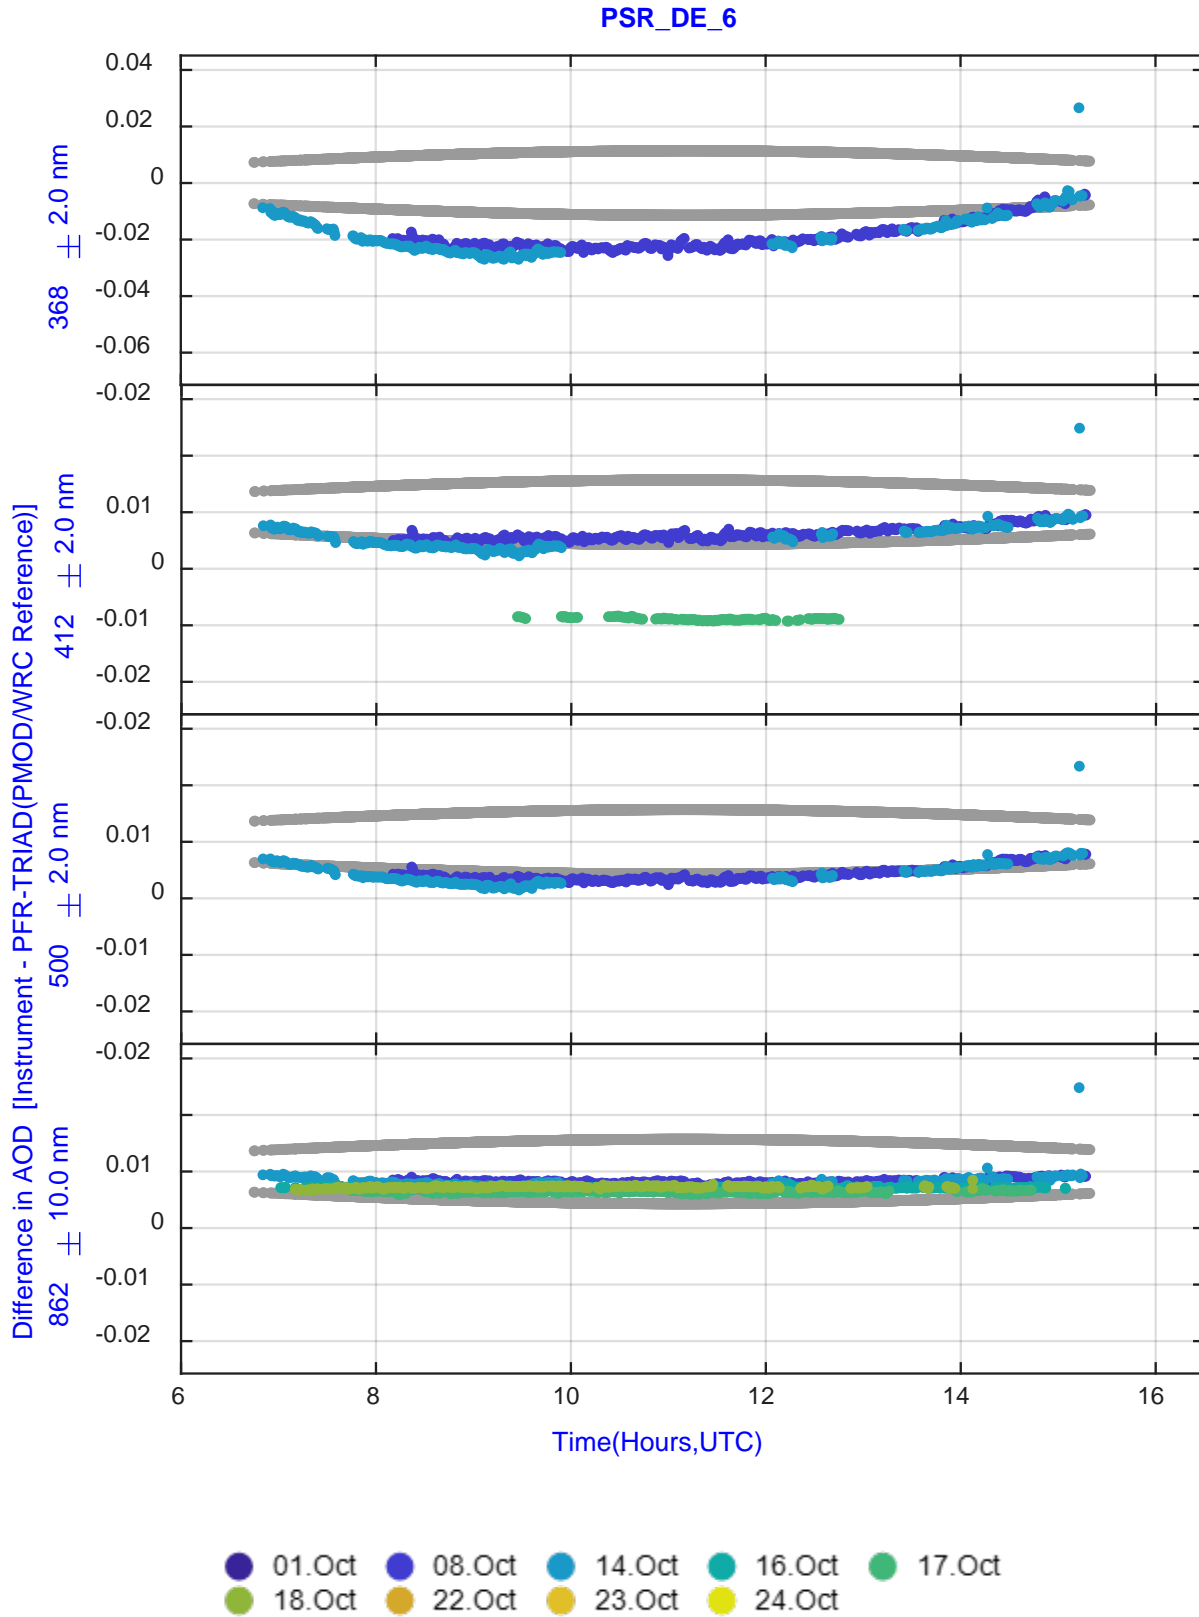 PSR_DE_6
0.04
0.02
0
-0.02
-0.04
-0.06
368 ± 2.0 nm
-0.02
0.01
0
-0.01
-0.02
412 ± 2.0 nm
-0.02
0.01
0
-0.01
-0.02
500 ± 2.0 nm
-0.02
0.01
0
-0.01
-0.02
862 ± 10.0 nm
Difference in AOD [Instrument - PFR-TRIAD(PMOD/WRC Reference)]
6 8 10 12 14 16
Time(Hours,UTC)
01.Oct 08.Oct 14.Oct 16.Oct 17.Oct
18.Oct 22.Oct 23.Oct 24.Oct